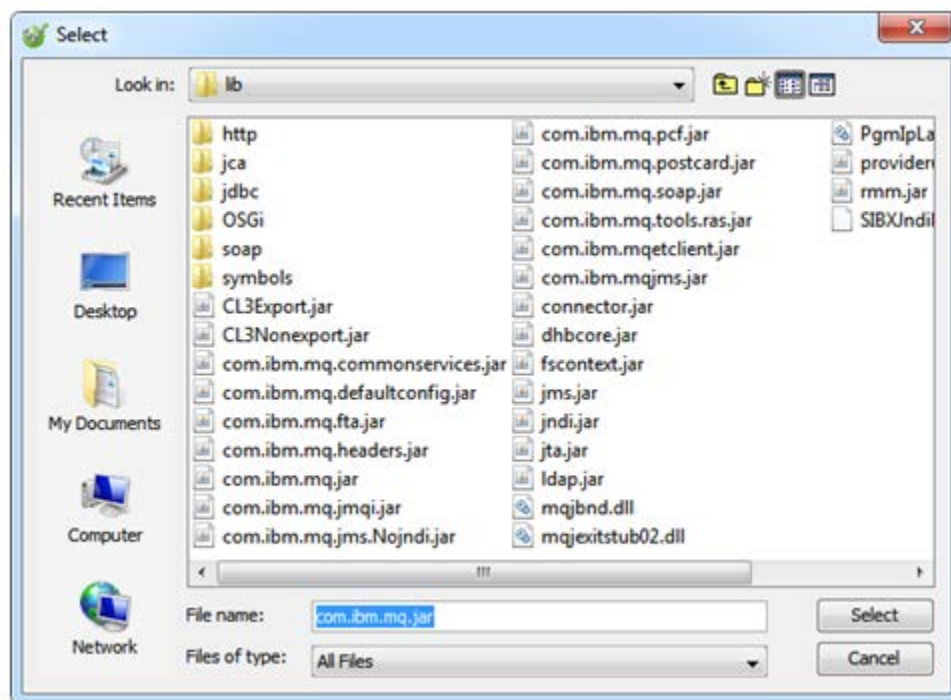 Select
Look in:
lib
Recent Items
Desktop
My Documents
Computer
Network
http
jca
jdbc
OSGi
soap
symbols
CL3Export.jar
CL3Nonexport.jar
com.ibm.mq.commonservices.jar
com.ibm.mq.defaultconfig.jar
com.ibm.mq.fta.jar
com.ibm.mq.headers.jar
com.ibm.mq.jar
com.ibm.mq.jmqi.jar
com.ibm.mq.jms.Nojndi.jar
com.ibm.mq.pcf.jar
com.ibm.mq.postcard.jar
com.ibm.mq.soap.jar
com.ibm.mq.tools.ras.jar
com.ibm.mqetclient.jar
com.ibm.mqjms.jar
connector.jar
dhbcore.jar
fscontext.jar
jms.jar
jndi.jar
jta.jar
ldap.jar
mqjbnd.dll
mqjexitstub02.dll
PgmIpLa
rmm.jar
File name:
com.ibm.mq.jar
Select
Files of type:
All Files
Cancel